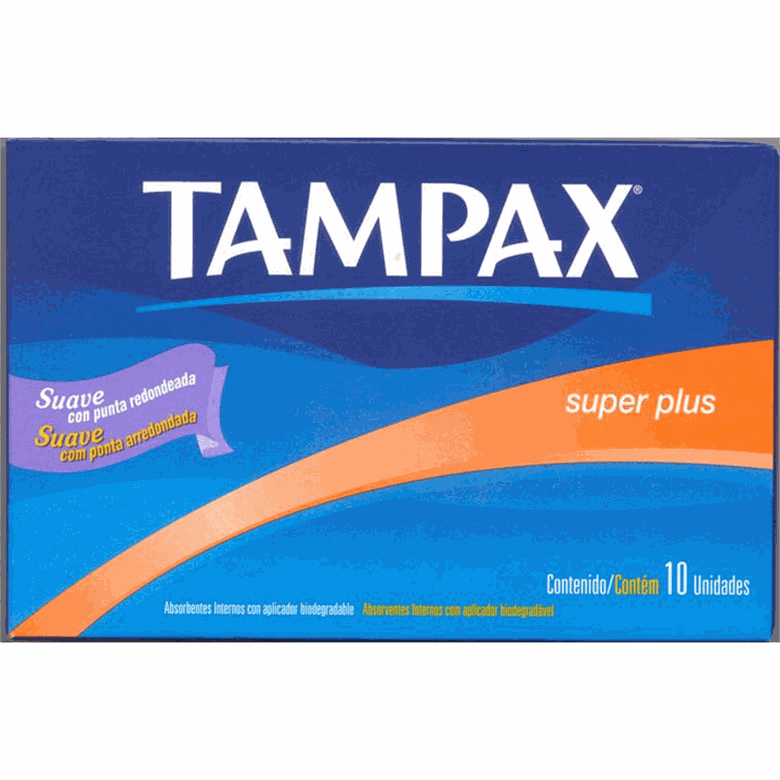 TAMPAX®
Suave
con punta redondeada
Suave
com ponta arredondada
super plus
Contenido/Contém 10 Unidades
Absorbentes Internos con aplicador biodegradable Absorventes Internos com aplicador biodegradável